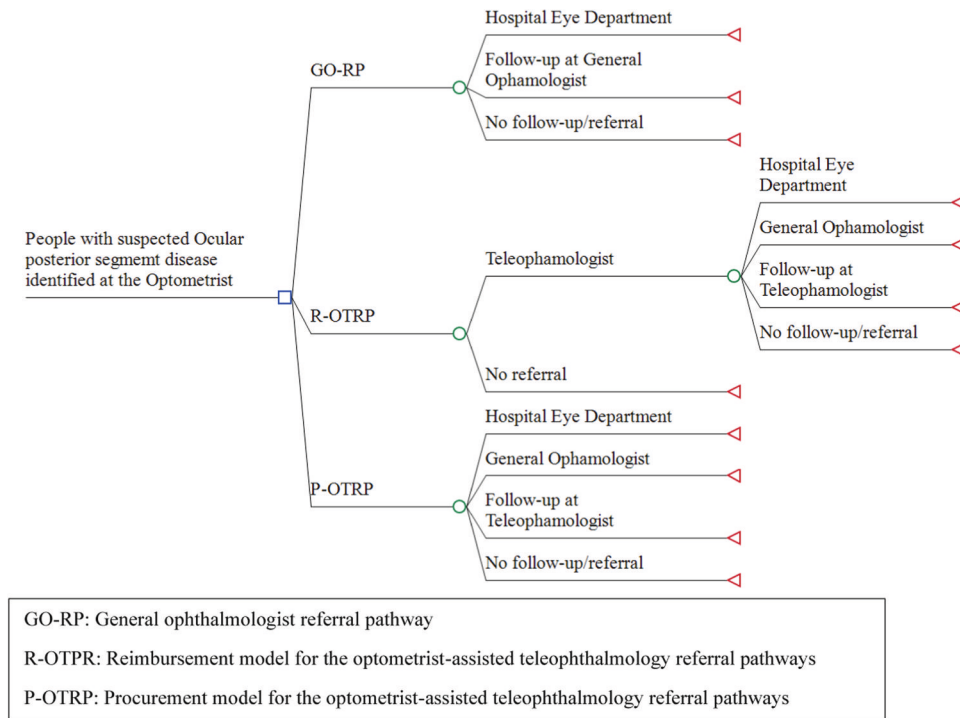 Hospital Eye Department
Follow-up at General
Ophamologist
No follow-up/referral
GO-RP
People with suspected Ocular
posterior segmemt disease
identified at the Optometrist
R-OTRP
Teleophamologist
Hospital Eye
Department
General Ophamologist
Follow-up at
Teleophamologist
No follow-up/referral
No referral
P-OTRP
Hospital Eye Department
General Ophamologist
Follow-up at
Teleophamologist
No follow-up/referral
GO-RP: General ophthalmologist referral pathway
R-OTPR: Reimbursement model for the optometrist-assisted teleophthalmology referral pathways
P-OTRP: Procurement model for the optometrist-assisted teleophthalmology referral pathways